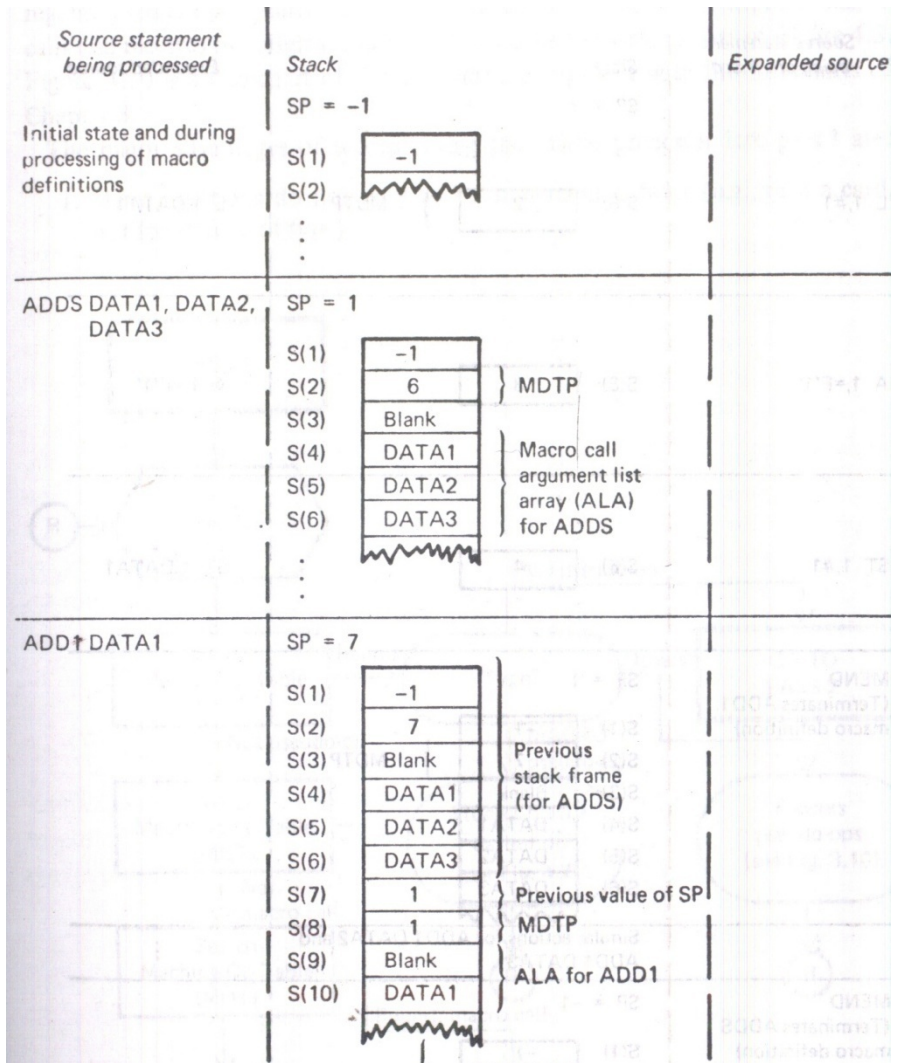 Source statement
being processed
Stack
Expanded source
SP = -1
Initial state and during
processing of macro
definitions
S(1) -1
S(2)
ADDS DATA1, DATA2,
DATA3
SP = 1
S(1) -1
S(2) 6 MDTP
S(3) Blank
S(4) DATA1 Macro call
S(5) DATA2 argument list
array (ALA)
S(6) DATA3 for ADDS
ADD1 DATA1
SP = 7
S(1) -1
S(2) 7
S(3) Blank Previous
stack frame
S(4) DATA1 (for ADDS)
S(5) DATA2
S(6) DATA3
S(7) 1 Previous value of SP
S(8) 1 MDTP
S(9) Blank
ALA for ADD1
S(10) DATA1